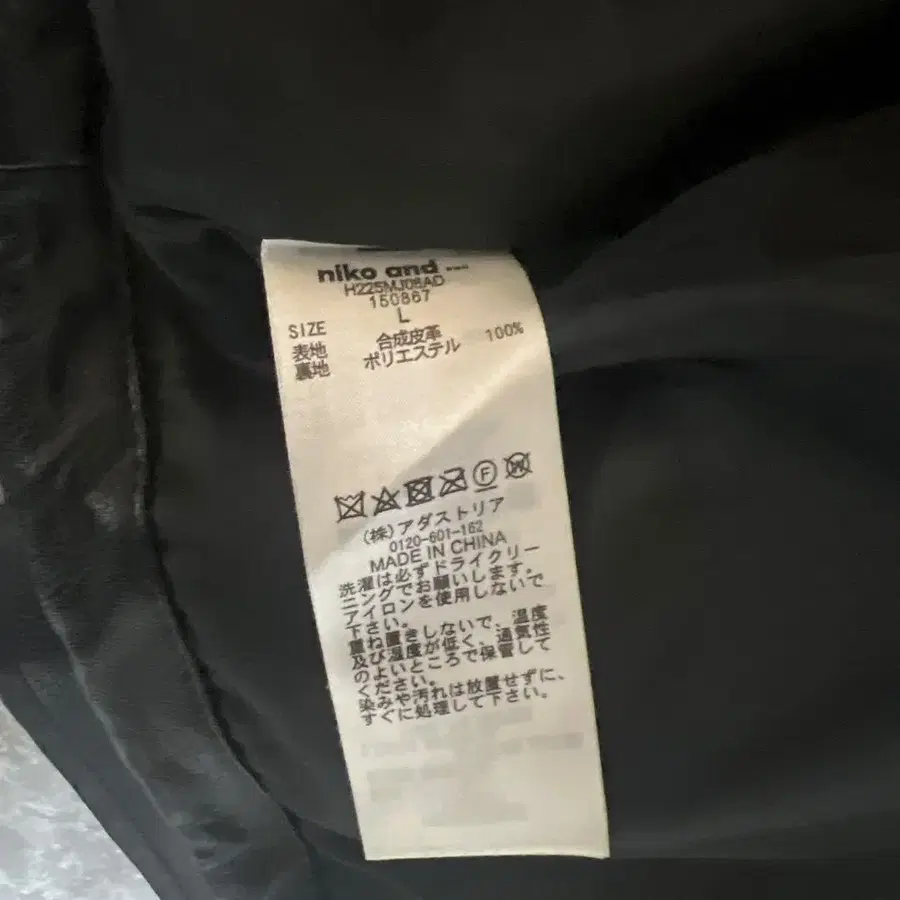 niko and ...
H225MJ06AD
150867
L
SIZE
表地 合成皮革
裏地 ポリエステル 100%
F W
(株)アダストリア
0120-601-162
MADE IN CHINA
洗濯は必ずドライクリー
ニングでお願いします。
アイロンを使用しないで
下さい。
重ね置きしないで、温度
及び湿度が低く、通気性
のよいところで保管して
ください。
染みや汚れは放置せずに、
すぐに処理して下さい。